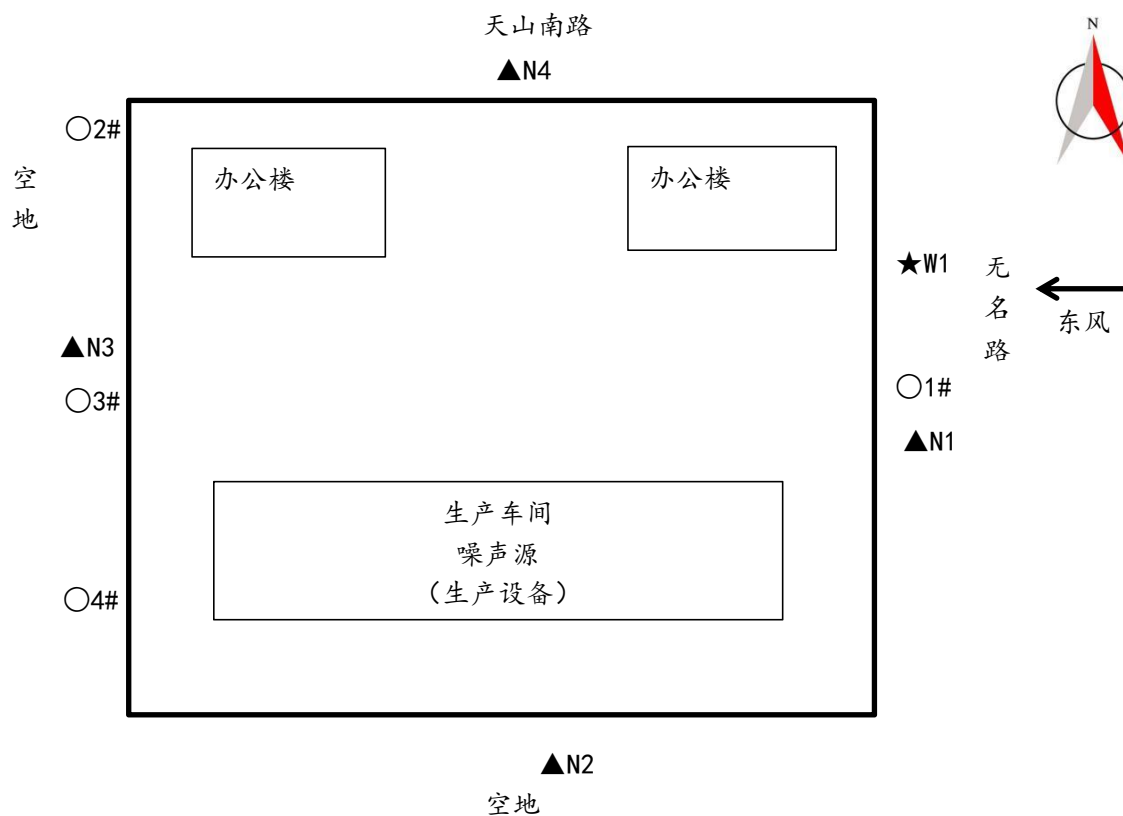 天山南路
N
▲N4
○2#
空地
办公楼
办公楼
★W1
无名路
东风
▲N3
○3#
○1#
▲N1
生产车间
噪声源
（生产设备）
○4#
▲N2
空地